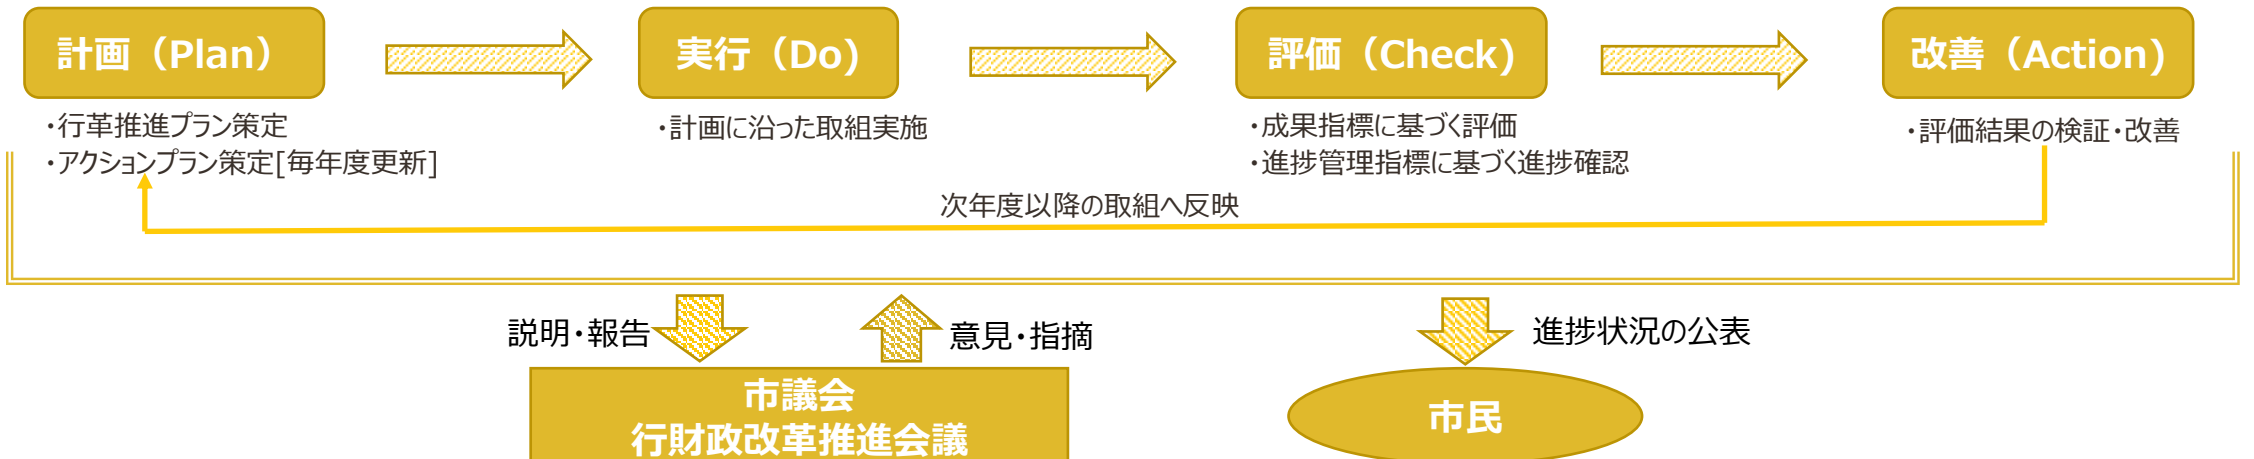 計画（Plan）
実行（Do)
評価（Check)
改善（Action)
・行革推進プラン策定
・アクションプラン策定[毎年度更新]
・計画に沿った取組実施
・成果指標に基づく評価
・進捗管理指標に基づく進捗確認
・評価結果の検証・改善
次年度以降の取組へ反映
説明・報告
意見・指摘
進捗状況の公表
市議会
行財政改革推進会議
市民